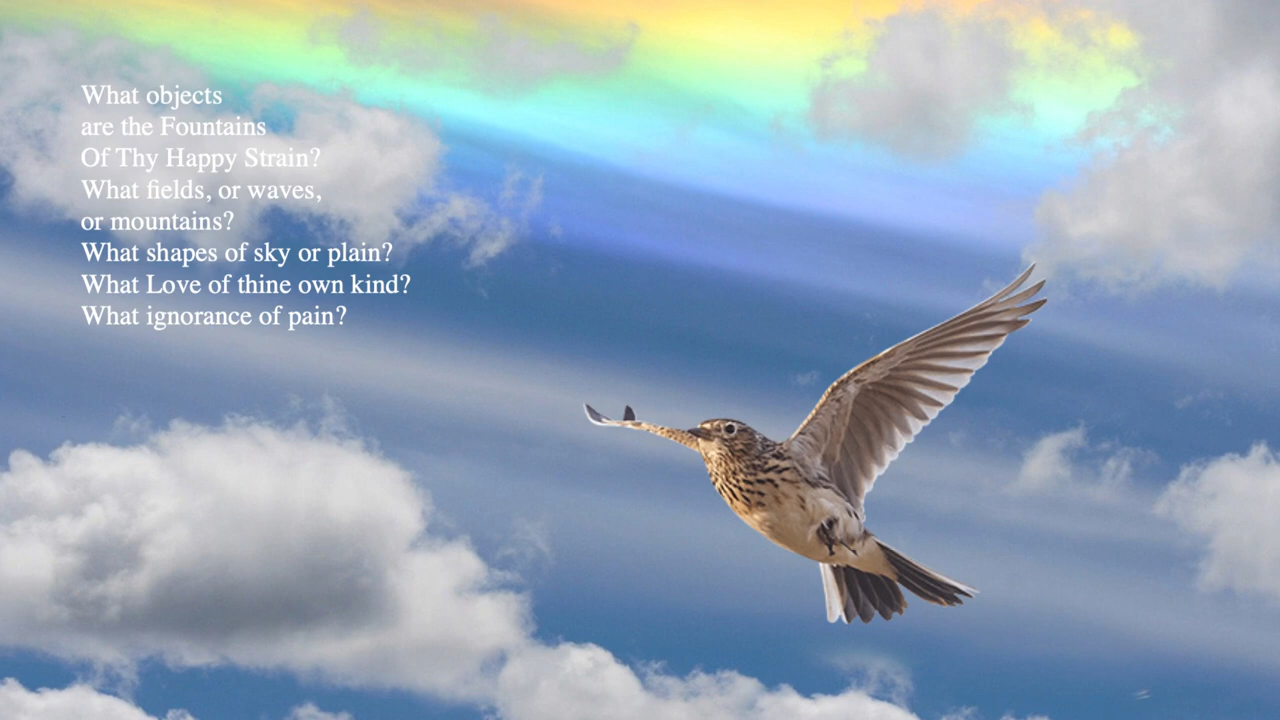 What objects
are the Fountains
Of Thy Happy Strain?
What fields, or waves,
or mountains?
What shapes of sky or plain?
What Love of thine own kind?
What ignorance of pain?